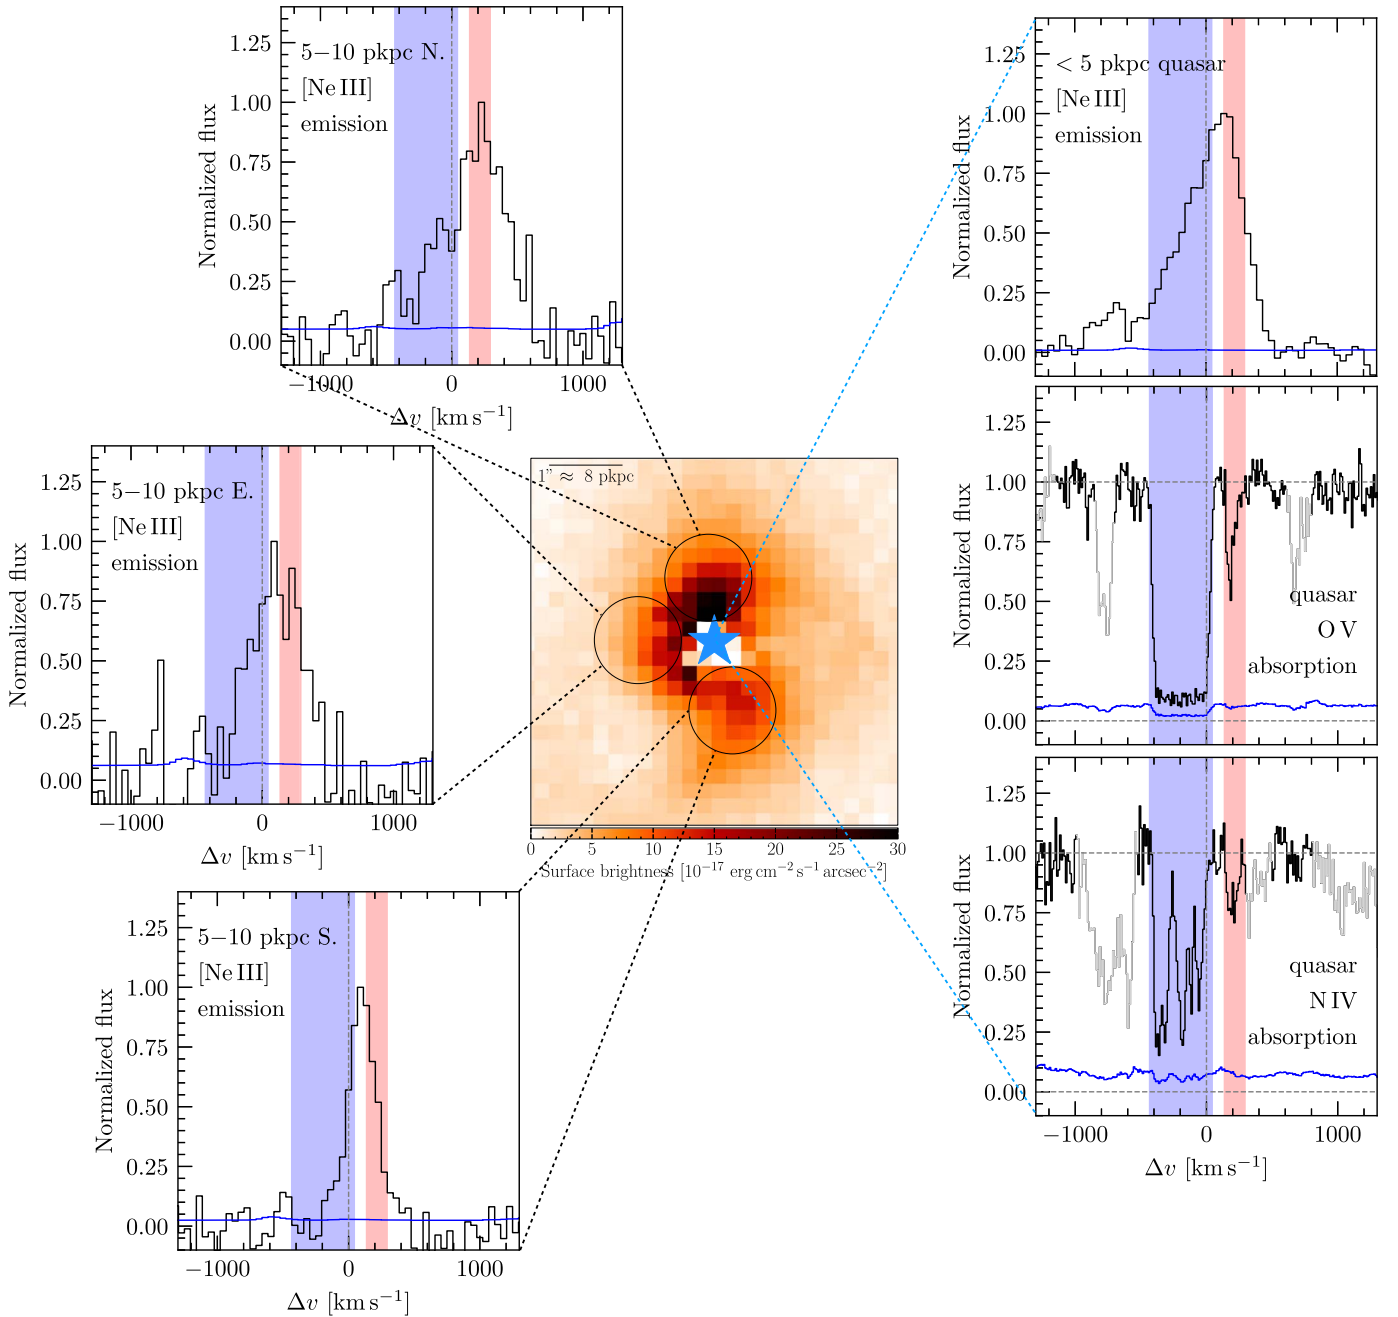 5−10 pkpc N.
[Ne III]
emission
Normalized flux
1.25
1.00
0.75
0.50
0.25
0.00
−1000
0
1000
Δv [km s−1]
< 5 pkpc quasar
[Ne III]
emission
Normalized flux
1.25
1.00
0.75
0.50
0.25
0.00
5−10 pkpc E.
[Ne III]
emission
Normalized flux
1.25
1.00
0.75
0.50
0.25
0.00
−1000
0
1000
Δv [km s−1]
1" ≈ 8 pkpc
0
5
10
15
20
25
30
Surface brightness [10−17 erg cm−2 s−1 arcsec−2]
quasar
O V
absorption
Normalized flux
1.25
1.00
0.75
0.50
0.25
0.00
5−10 pkpc S.
[Ne III]
emission
Normalized flux
1.25
1.00
0.75
0.50
0.25
0.00
−1000
0
1000
Δv [km s−1]
quasar
N IV
absorption
Normalized flux
1.25
1.00
0.75
0.50
0.25
0.00
−1000
0
1000
Δv [km s−1]